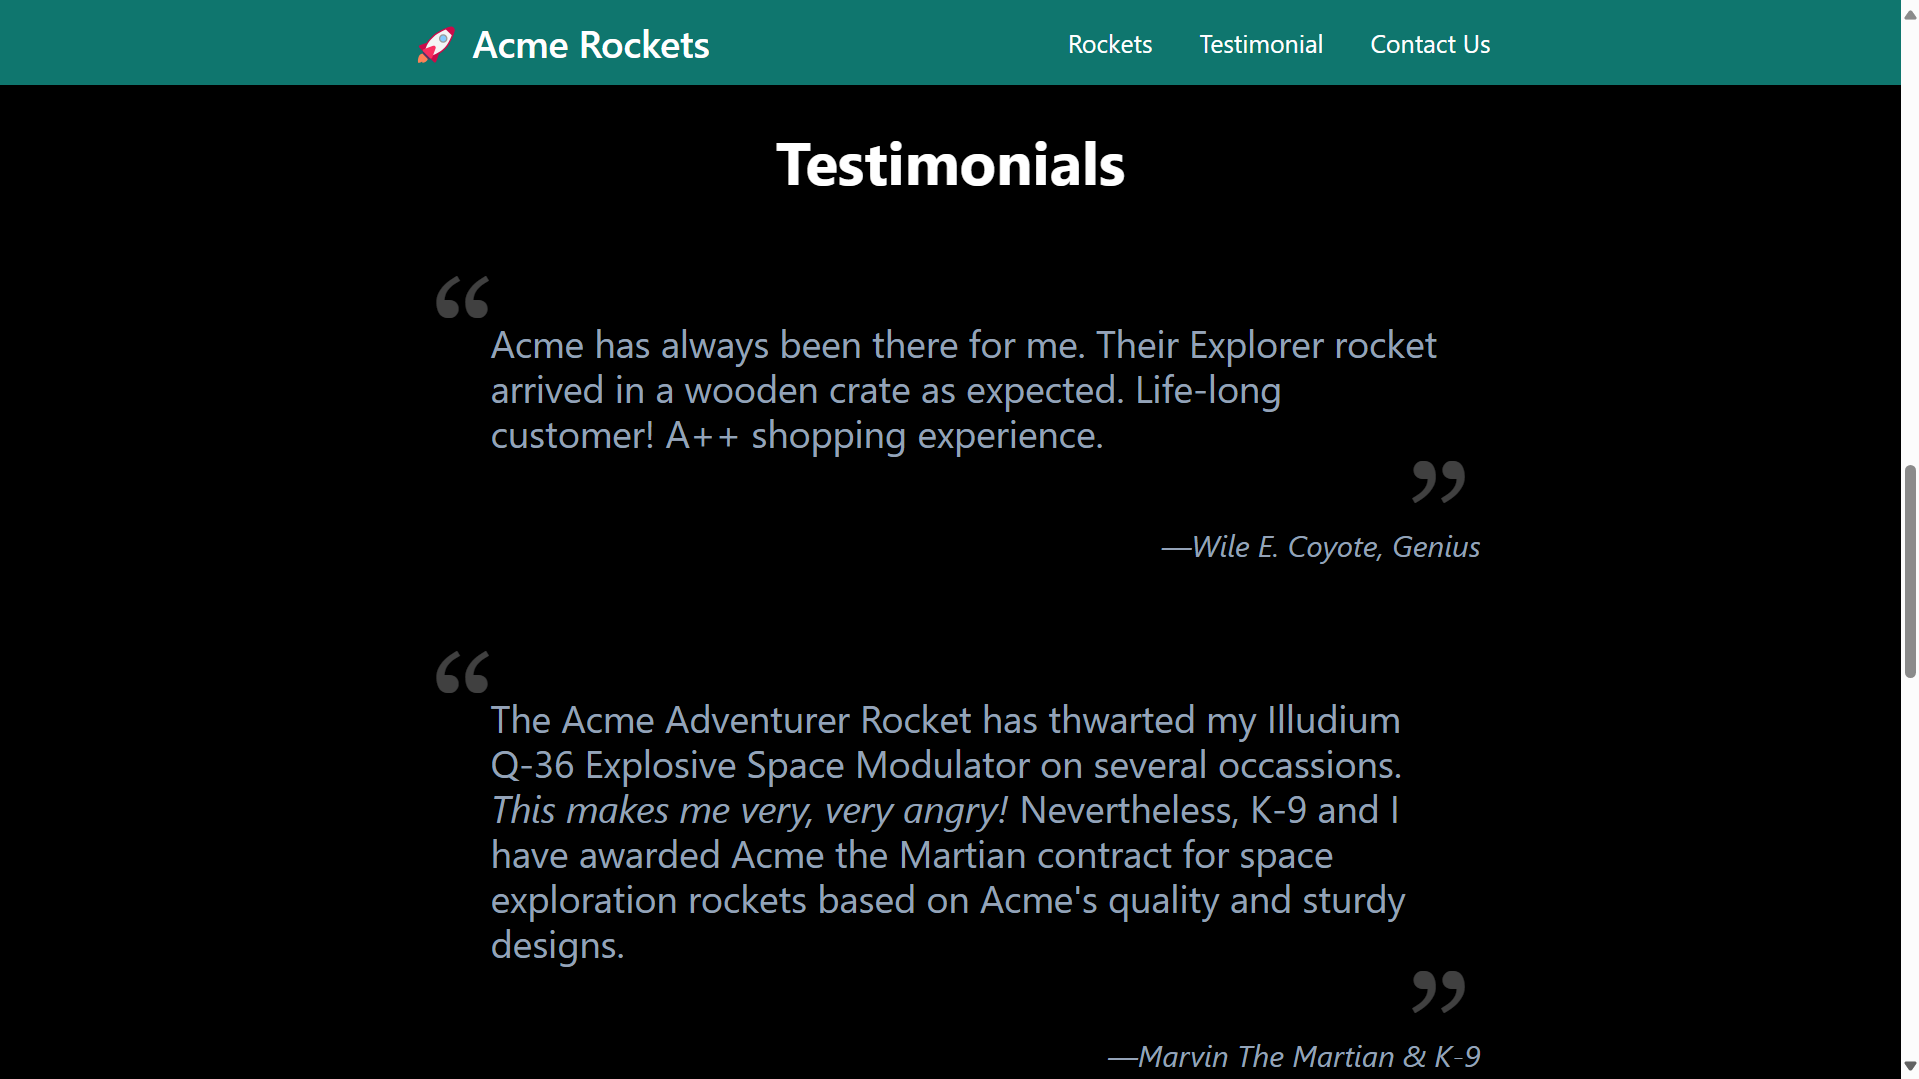 🚀 Acme Rockets
Rockets Testimonial Contact Us
Testimonials
“
Acme has always been there for me. Their Explorer rocket
arrived in a wooden crate as expected. Life-long
customer! A++ shopping experience.
”
—Wile E. Coyote, Genius
“
The Acme Adventurer Rocket has thwarted my Illudium
Q-36 Explosive Space Modulator on several occassions.
This makes me very, very angry! Nevertheless, K-9 and I
have awarded Acme the Martian contract for space
exploration rockets based on Acme's quality and sturdy
designs.
”
—Marvin The Martian & K-9